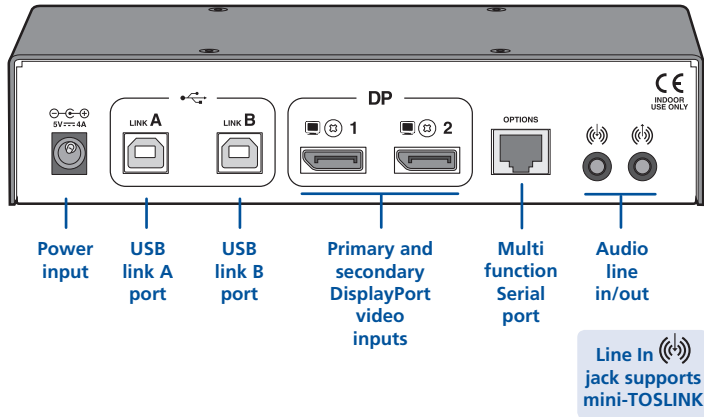 DP
CE
INDOOR
USE ONLY
5V 4A
LINK A
LINK B
1
2
OPTIONS
Power
input
USB
link A
port
USB
link B
port
Primary and
secondary
DisplayPort
video
inputs
Multi
function
Serial
port
Audio
line
in/out
Line In
jack supports
mini-TOSLINK